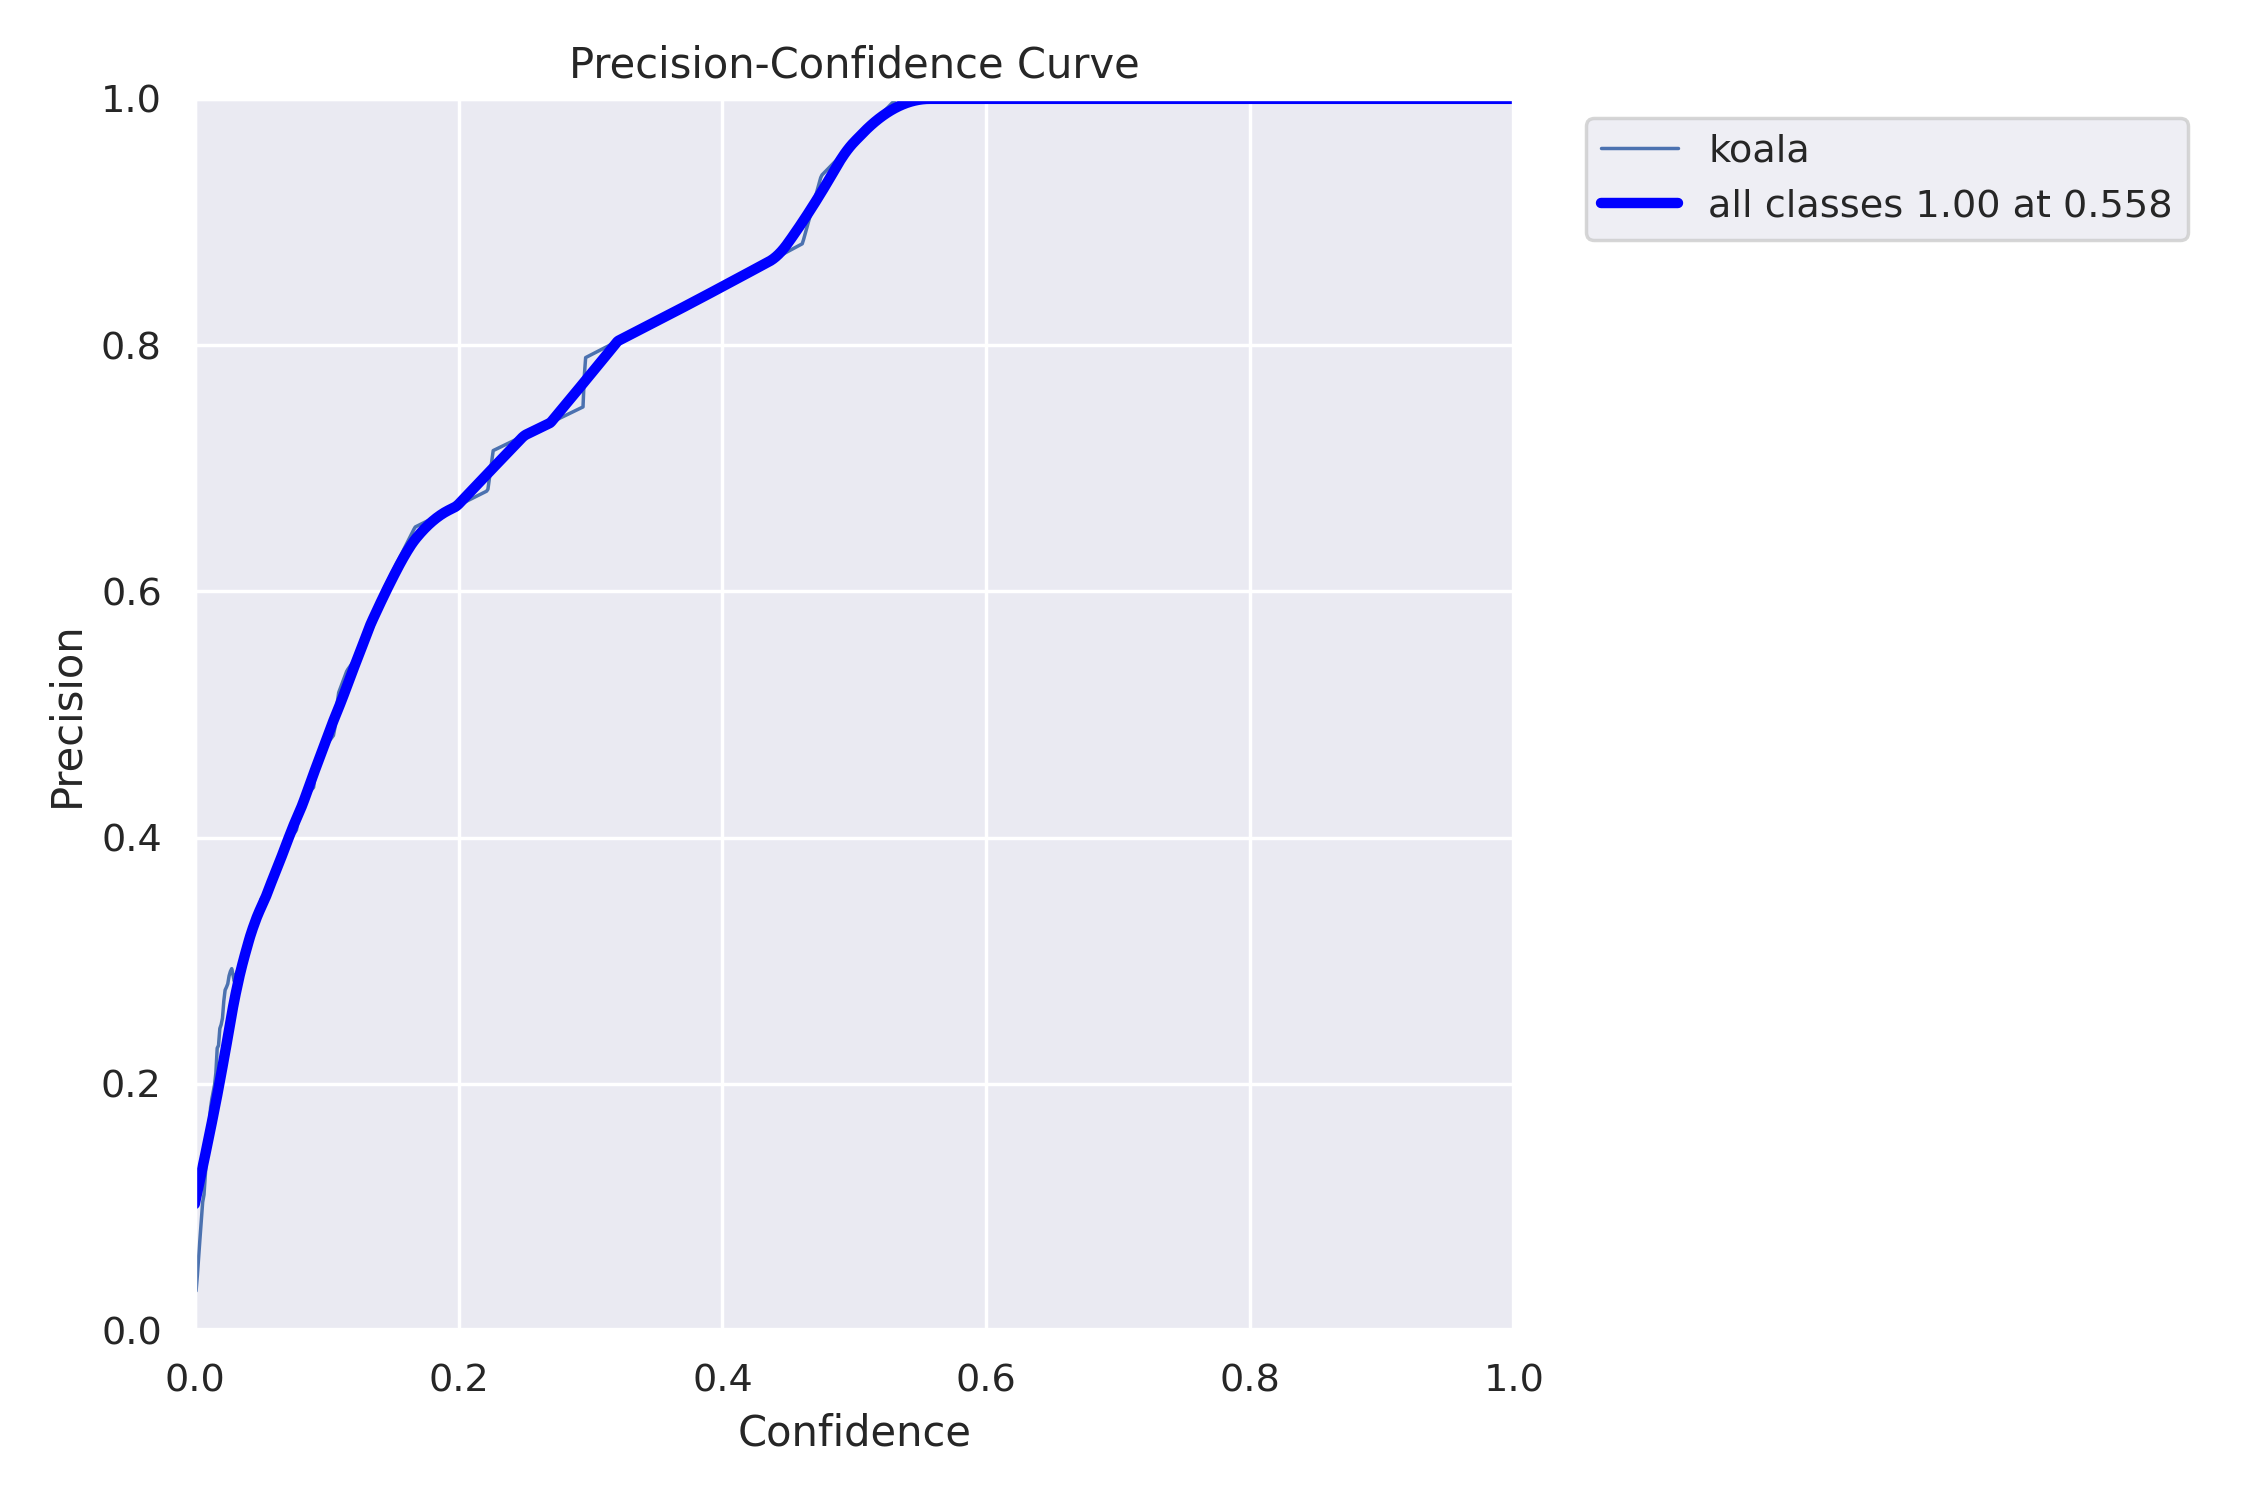 Precision-Confidence Curve
1.0
0.8
0.6
0.4
0.2
0.0
Precision
0.0 0.2 0.4 0.6 0.8 1.0
Confidence
koala
all classes 1.00 at 0.558